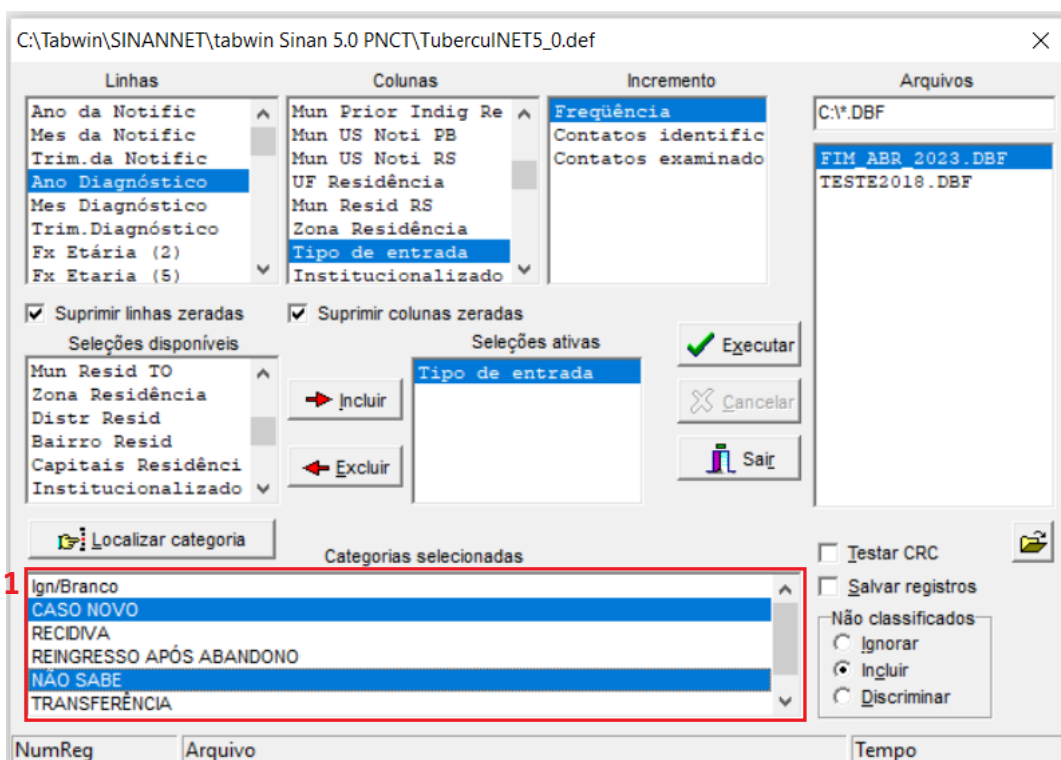 C:\Tabwin\SINANNET\tabwin Sinan 5.0 PNCT\TuberculNET5_0.def
Linhas
Ano da Notific
Mes da Notific
Trim.da Notific
Ano Diagnóstico
Mes Diagnóstico
Trim.Diagnóstico
Fx Etária (2)
Fx Etaria (5)
Suprimir linhas zeradas
Colunas
Mun Prior Indig Re
Mun US Noti PB
Mun US Noti RS
UF Residência
Mun Resid RS
Zona Residência
Tipo de entrada
Institucionalizado
Suprimir colunas zeradas
Incremento
Freqüência
Contatos identific
Contatos examinado
Arquivos
C:\*.DBF
FIM ABR 2023.DBF
TESTE2018.DBF
Seleções disponíveis
Mun Resid TO
Zona Residência
Distr Resid
Bairro Resid
Capitais Residênci
Institucionalizado
Incluir
Excluir
Seleções ativas
Tipo de entrada
Executar
Cancelar
Sair
Localizar categoria
Categorias selecionadas
1
Ign/Branco
CASO NOVO
RECIDIVA
REINGRESSO APÓS ABANDONO
NÃO SABE
TRANSFERÊNCIA
Testar CRC
Salvar registros
Não classificados
Ignorar
Incluir
Discriminar
NumReg
Arquivo
Tempo